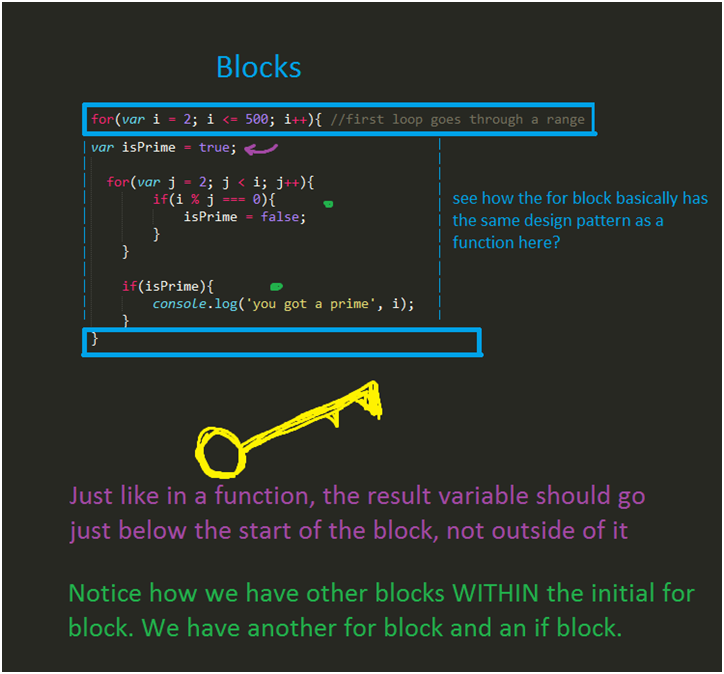 Blocks
for(var i = 2; i <= 500; i++){ //first loop goes through a range
var isPrime = true;
for(var j = 2; j < i; j++){
if(i % j === 0){
isPrime = false;
}
}
if(isPrime){
console.log('you got a prime', i);
}
}
see how the for block basically has
the same design pattern as a
function here?
Just like in a function, the result variable should go
just below the start of the block, not outside of it
Notice how we have other blocks WITHIN the initial for
block. We have another for block and an if block.